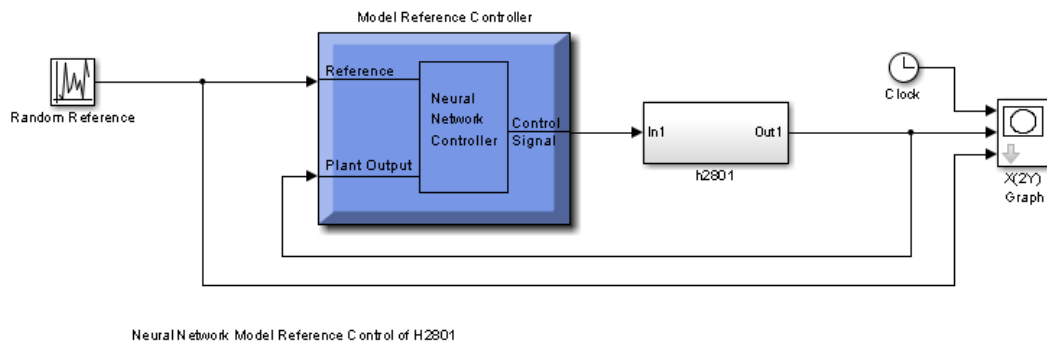 Model Reference Controller
Random Reference
Reference
Plant Output
Neural
Network
Controller
Control
Signal
In1
Out1
h2801
Clock
X(2Y)
Graph
Neural Network Model Reference Control of H2801